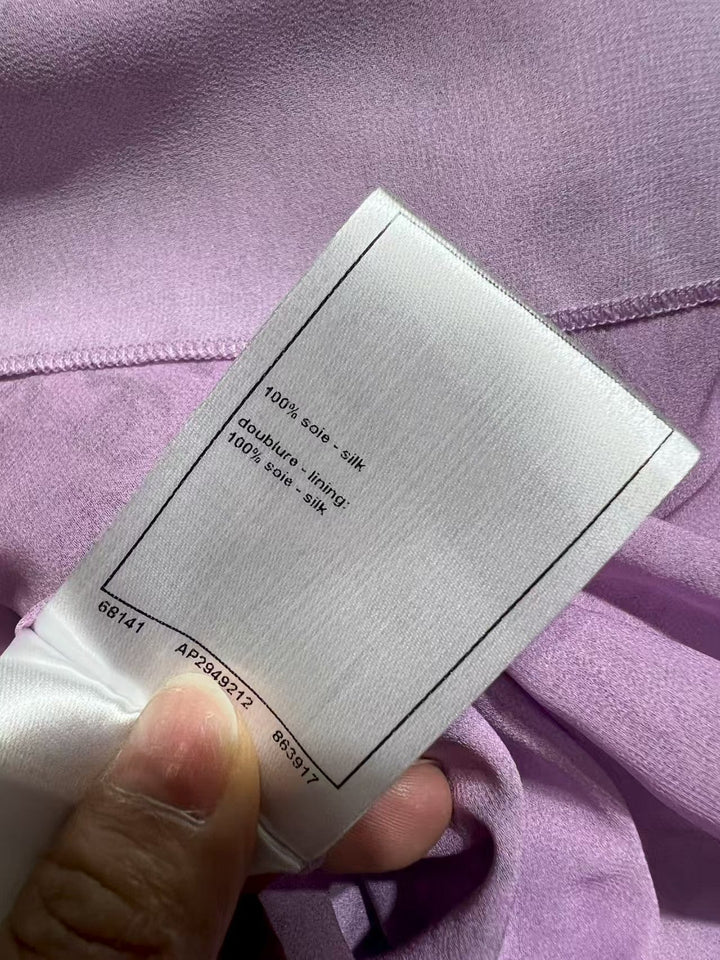 100% soie - silk
doublure - lining:
100% soie - silk
68141 AP2949212 863917